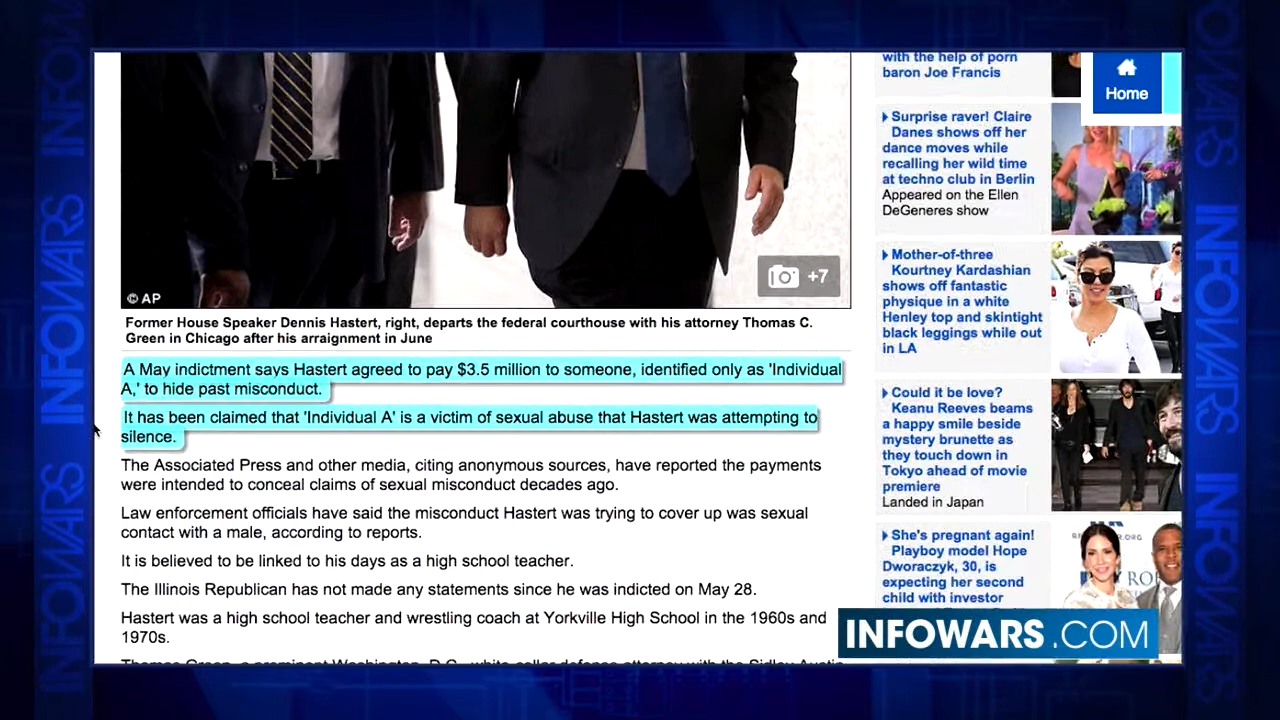 INFOWARS
INFOWARS
INFOWARS
© AP
+7
Former House Speaker Dennis Hastert, right, departs the federal courthouse with his attorney Thomas C.
Green in Chicago after his arraignment in June
A May indictment says Hastert agreed to pay $3.5 million to someone, identified only as 'Individual
A,' to hide past misconduct.
It has been claimed that 'Individual A' is a victim of sexual abuse that Hastert was attempting to
silence.
The Associated Press and other media, citing anonymous sources, have reported the payments
were intended to conceal claims of sexual misconduct decades ago.
Law enforcement officials have said the misconduct Hastert was trying to cover up was sexual
contact with a male, according to reports.
It is believed to be linked to his days as a high school teacher.
The Illinois Republican has not made any statements since he was indicted on May 28.
Hastert was a high school teacher and wrestling coach at Yorkville High School in the 1960s and
1970s.
with the help of porn
baron Joe Francis
Home
Surprise raver! Claire
Danes shows off her
dance moves while
recalling her wild time
at techno club in Berlin
Appeared on the Ellen
DeGeneres show
Mother-of-three
Kourtney Kardashian
shows off fantastic
physique in a white
Henley top and skintight
black leggings while out
in LA
Could it be love?
Keanu Reeves beams
a happy smile beside
mystery brunette as
they touch down in
Tokyo ahead of movie
premiere
Landed in Japan
She's pregnant again!
Playboy model Hope
Dworaczyk, 30, is
expecting her second
child with investor
INFOWARS.COM
INFOWARS
INFOWARS